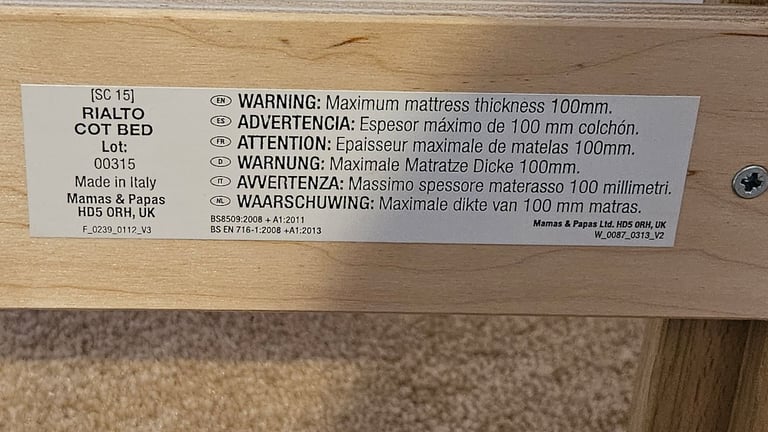 [SC 15]
RIALTO
COT BED
Lot:
00315
Made in Italy
Mamas & Papas
HD5 0RH, UK
F_0239_0112_V3
EN WARNING: Maximum mattress thickness 100mm.
ES ADVERTENCIA: Espesor máximo de 100 mm colchón.
FR ATTENTION: Epaisseur maximale de matelas 100mm.
D WARNUNG: Maximale Matratze Dicke 100mm.
IT AVVERTENZA: Massimo spessore materasso 100 millimetri.
NL WAARSCHUWING: Maximale dikte van 100 mm matras.
BS8509:2008 + A1:2011
BS EN 716-1:2008 +A1:2013
Mamas & Papas Ltd. HD5 0RH, UK
W_0087_0313_V2